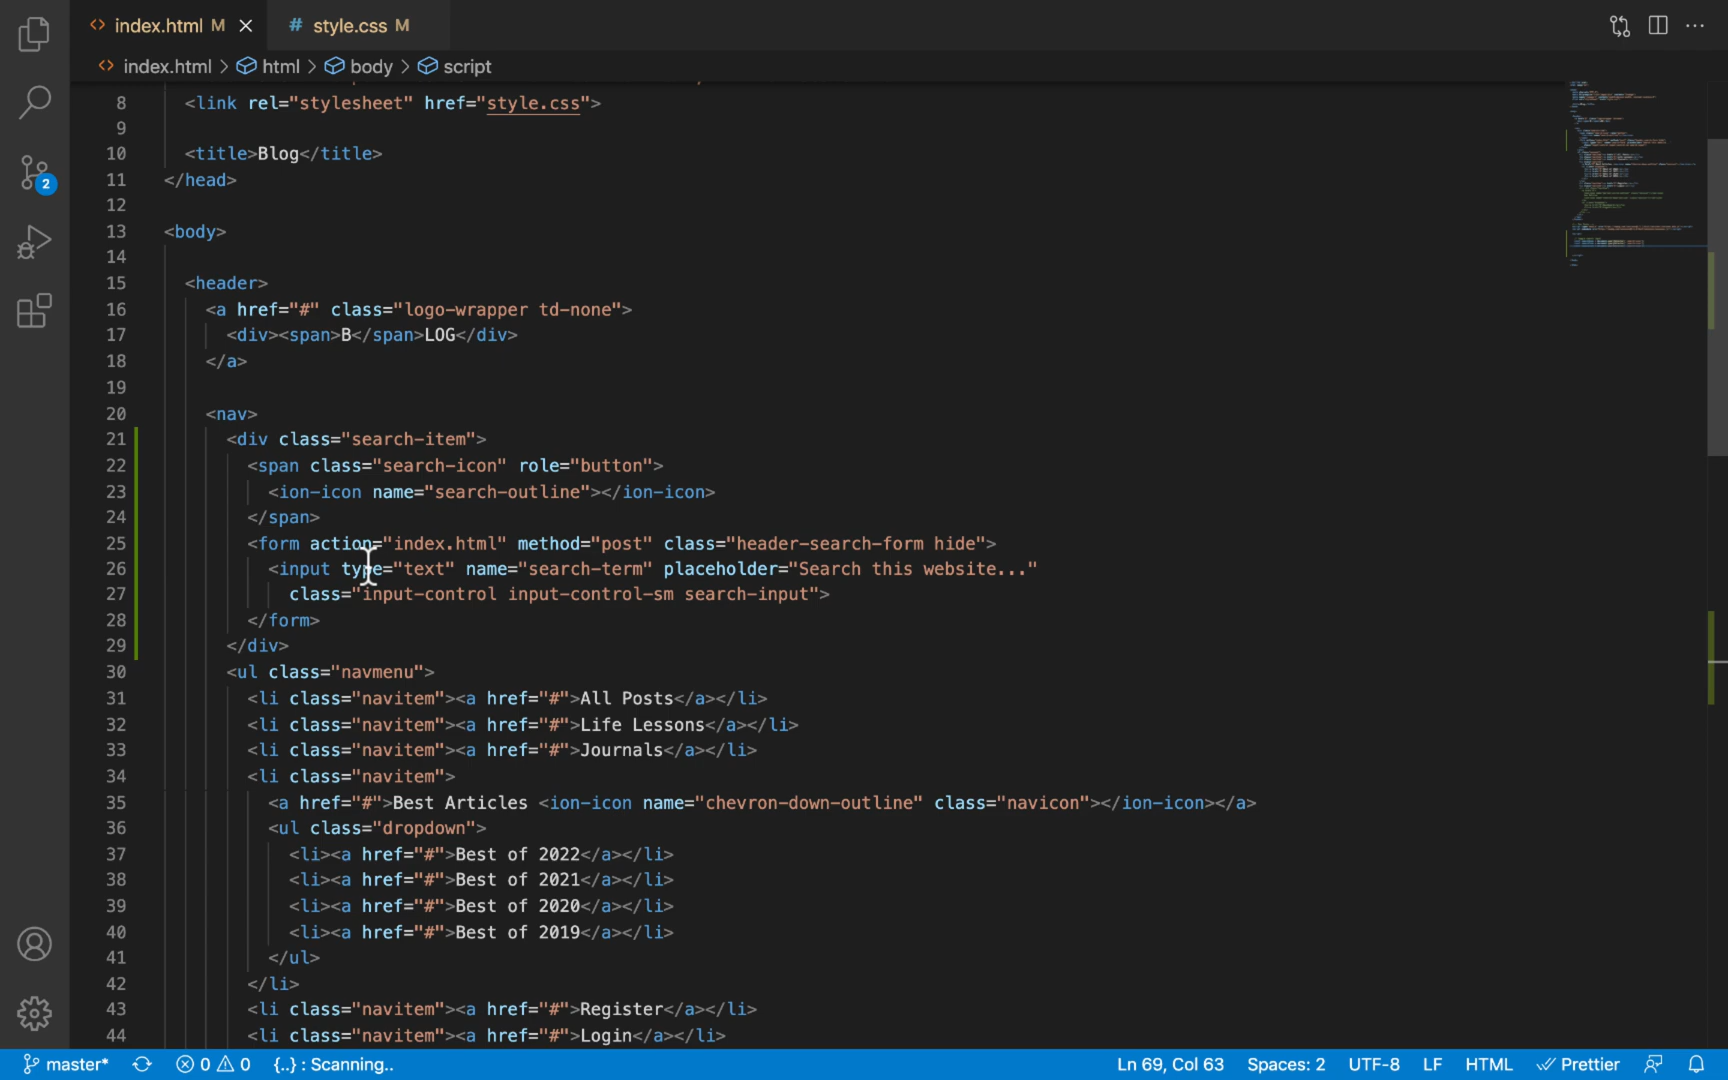 index.html M
# style.css M
index.html > html > body > script
8 <link rel="stylesheet" href="style.css">
9
10 <title>Blog</title>
11 </head>
12
13 <body>
14
15 <header>
16 <a href="#" class="logo-wrapper td-none">
17 <div><span>B</span>LOG</div>
18 </a>
19
20 <nav>
21 <div class="search-item">
22 <span class="search-icon" role="button">
23 <ion-icon name="search-outline"></ion-icon>
24 </span>
25 <form action="index.html" method="post" class="header-search-form hide">
26 <input type="text" name="search-term" placeholder="Search this website..."
27 class="input-control input-control-sm search-input">
28 </form>
29 </div>
30 <ul class="navmenu">
31 <li class="navitem"><a href="#">All Posts</a></li>
32 <li class="navitem"><a href="#">Life Lessons</a></li>
33 <li class="navitem"><a href="#">Journals</a></li>
34 <li class="navitem">
35 <a href="#">Best Articles <ion-icon name="chevron-down-outline" class="navicon"></ion-icon></a>
36 <ul class="dropdown">
37 <li><a href="#">Best of 2022</a></li>
38 <li><a href="#">Best of 2021</a></li>
39 <li><a href="#">Best of 2020</a></li>
40 <li><a href="#">Best of 2019</a></li>
41 </ul>
42 </li>
43 <li class="navitem"><a href="#">Register</a></li>
44 <li class="navitem"><a href="#">Login</a></li>
2
master* 0 0 {..} : Scanning.. Ln 69, Col 63 Spaces: 2 UTF-8 LF HTML Prettier